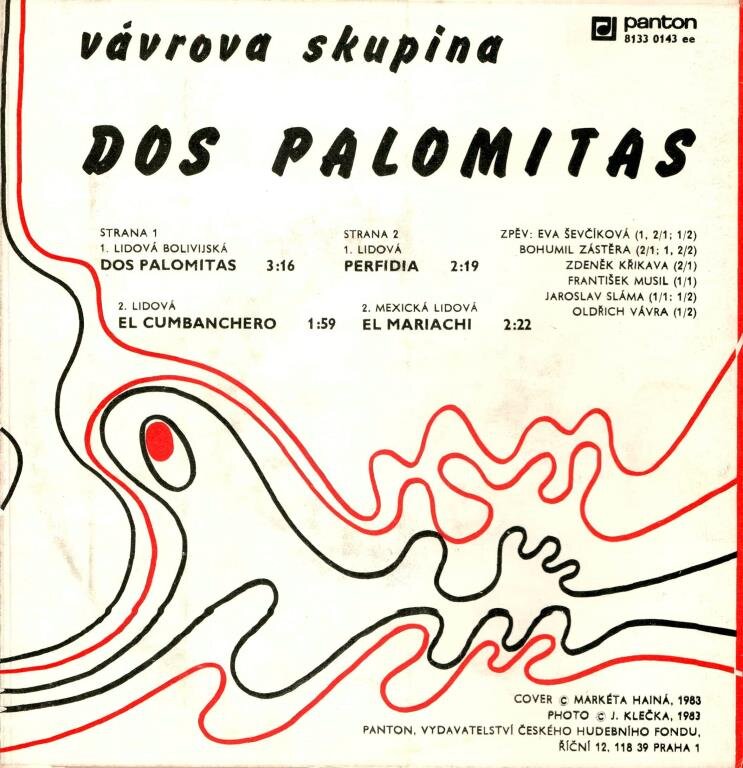 vávrova skupina
panton
8133 0143 ee
DOS PALOMITAS
STRANA 1
1. LIDOVÁ BOLIVIJSKÁ
DOS PALOMITAS 3:16
2. LIDOVÁ
EL CUMBANCHERO 1:59
STRANA 2
1. LIDOVÁ
PERFIDIA 2:19
2. MEXICKÁ LIDOVÁ
EL MARIACHI 2:22
ZPĚV: EVA ŠEVČÍKOVÁ (1, 2/1; 1/2)
BOHUMIL ZÁSTĚRA (2/1; 1, 2/2)
ZDENĚK KŘIKAVA (2/1)
FRANTIŠEK MUSIL (1/1)
JAROSLAV SLÁMA (1/1: 1/2)
OLDŘICH VÁVRA (1/2)
COVER © MARKÉTA HAINÁ, 1983
PHOTO © J. KLEČKA, 1983
PANTON, VYDAVATELSTVÍ ČESKÉHO HUDEBNÍHO FONDU,
ŘÍČNÍ 12, 118 39 PRAHA 1